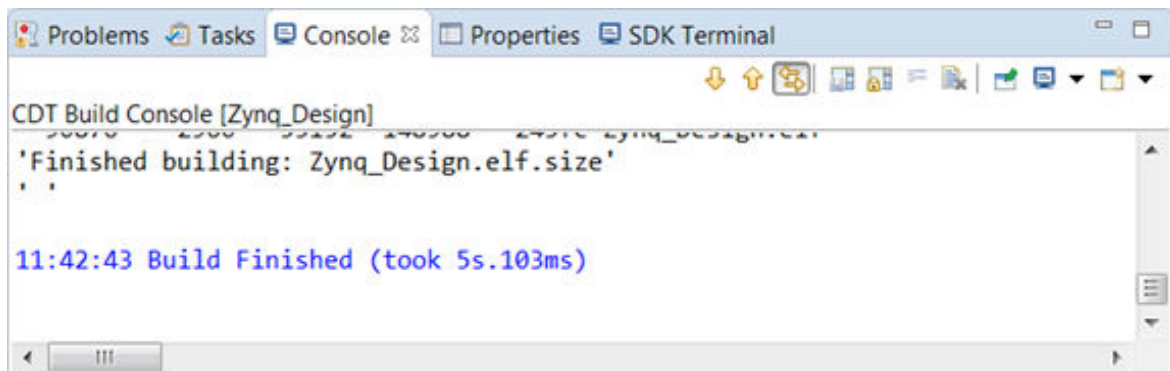 Problems Tasks Console Properties SDK Terminal
CDT Build Console [Zynq_Design]
'Finished building: Zynq_Design.elf.size'
' '
11:42:43 Build Finished (took 5s.103ms)